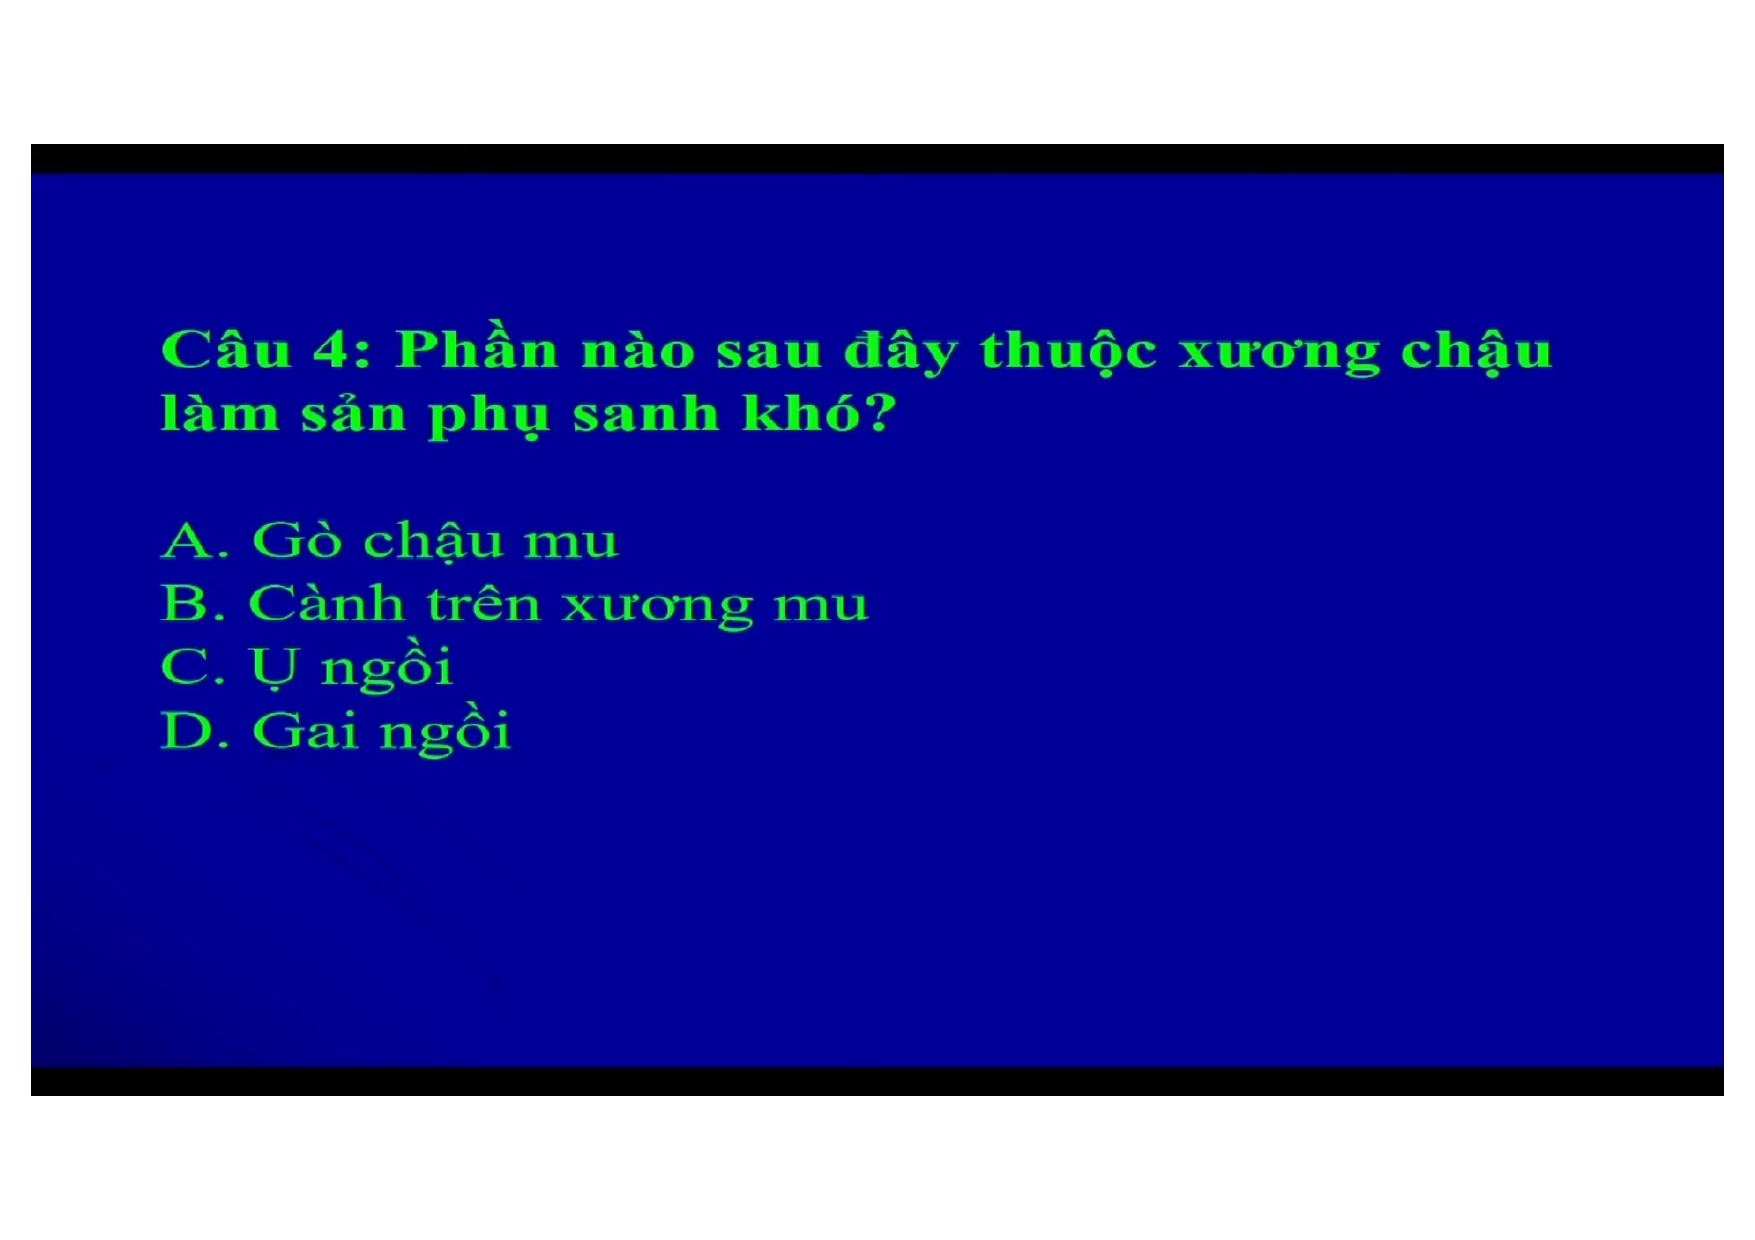 Câu 4: Phần nào sau đây thuộc xương chậu
làm sản phụ sanh khó?
A. Gò chậu mu
B. Cành trên xương mu
C. Ụ ngồi
D. Gai ngồi